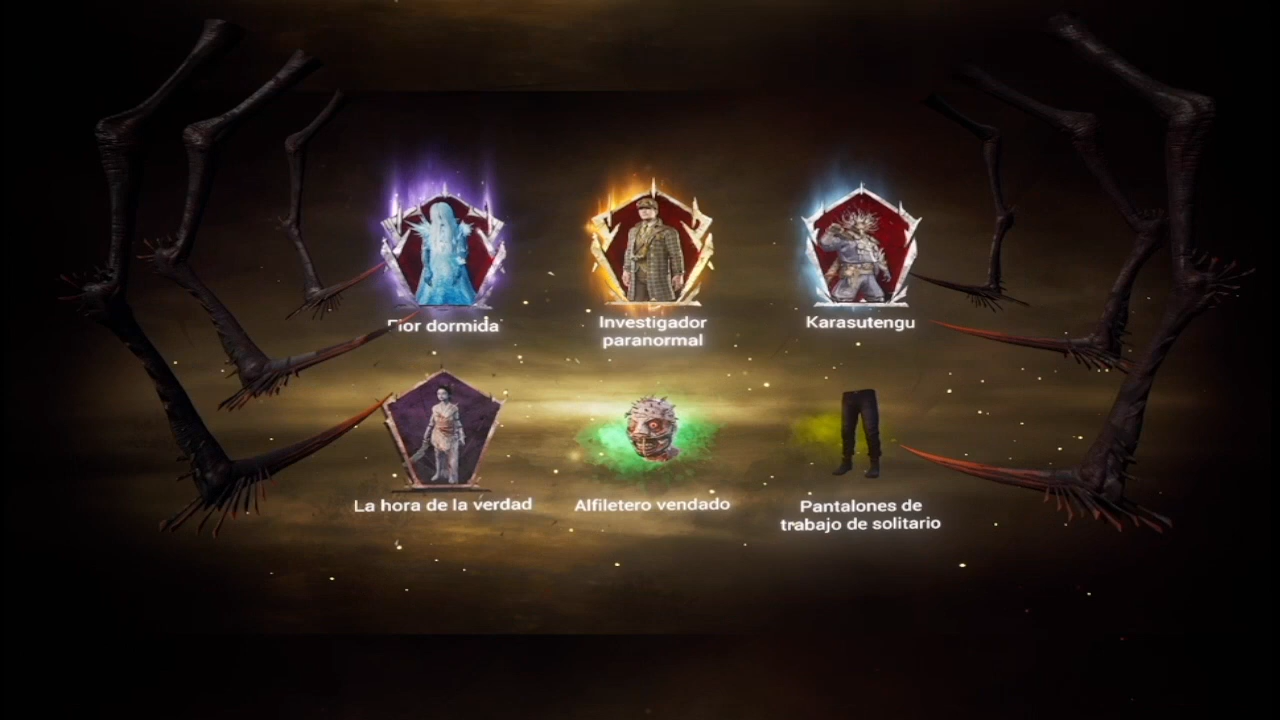 Flor dormida
Investigador
paranormal
Karasutengu
La hora de la verdad
Alfiletero vendado
Pantalones de
trabajo de solitario